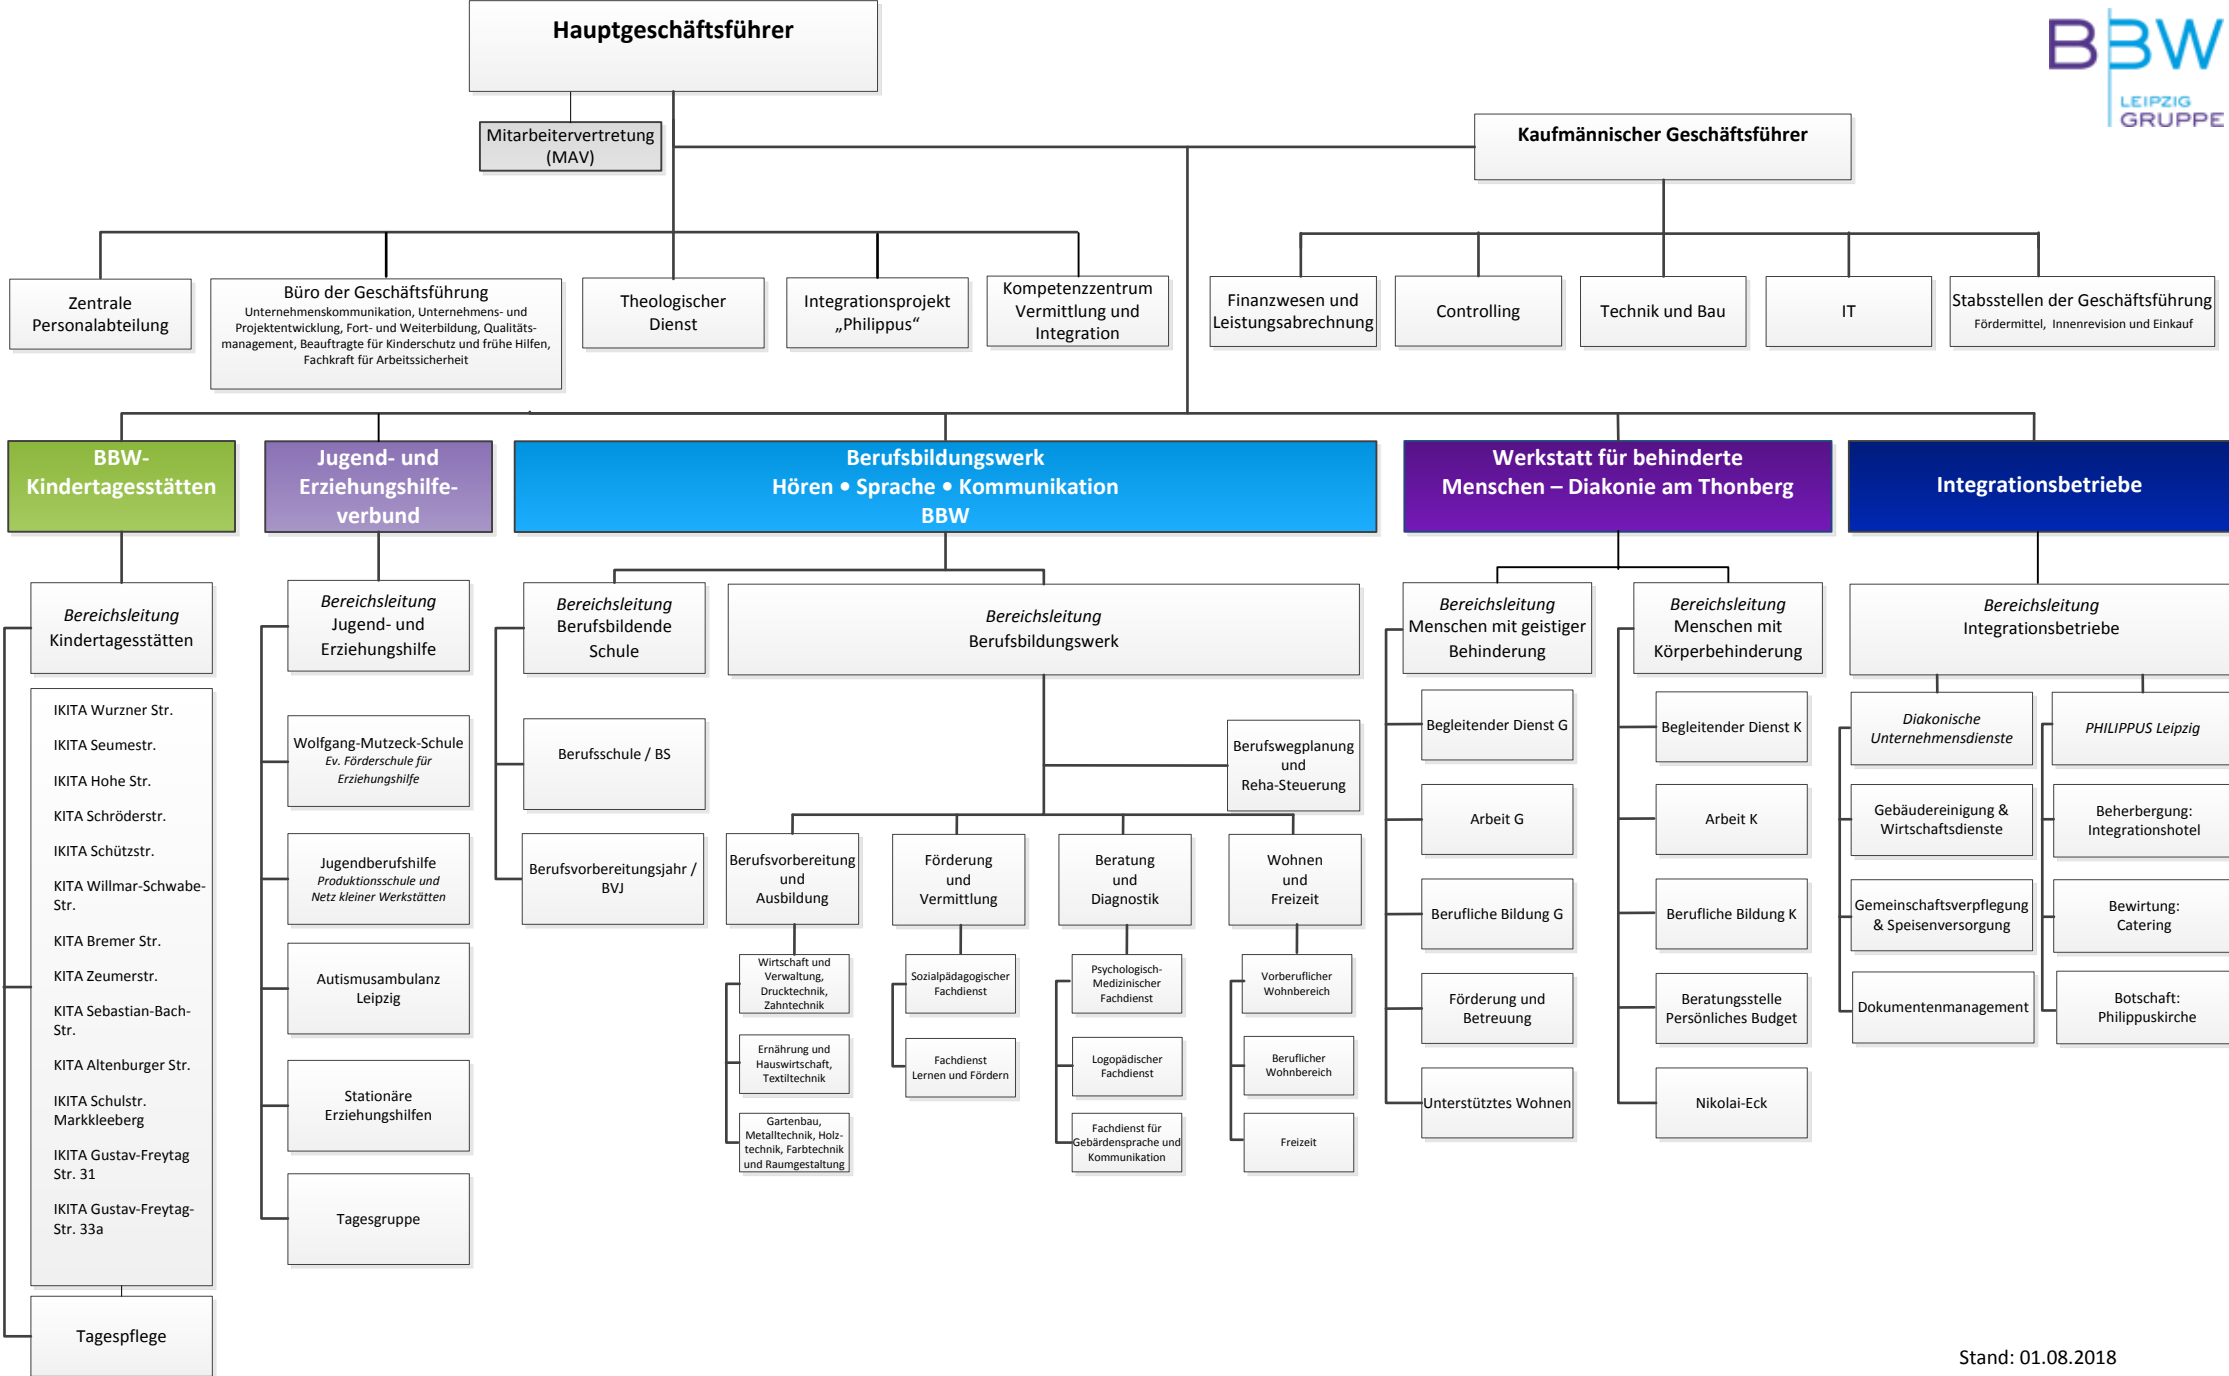 Hauptgeschäftsführer
BBW
LEIPZIG
GRUPPE
Mitarbeitervertretung
(MAV)
Kaufmännischer Geschäftsführer
Zentrale
Personalabteilung
Büro der Geschäftsführung
Unternehmenskommunikation, Unternehmens- und
Projektentwicklung, Fort- und Weiterbildung, Qualitäts-
management, Beauftragte für Kinderschutz und frühe Hilfen,
Fachkraft für Arbeitssicherheit
Theologischer
Dienst
Integrationsprojekt
„Philippus“
Kompetenzzentrum
Vermittlung und
Integration
Finanzwesen und
Leistungsabrechnung
Controlling
Technik und Bau
IT
Stabsstellen der Geschäftsführung
Fördermittel, Innenrevision und Einkauf
BBW-
Kindertagesstätten
Jugend- und
Erziehungshilfe-
verbund
Berufsbildungswerk
Hören • Sprache • Kommunikation
BBW
Werkstatt für behinderte
Menschen – Diakonie am Thonberg
Integrationsbetriebe
Bereichsleitung
Kindertagesstätten
IKITA Wurzner Str.
IKITA Seumestr.
IKITA Hohe Str.
KITA Schröderstr.
IKITA Schützstr.
KITA Willmar-Schwabe-
Str.
KITA Bremer Str.
KITA Zeumerstr.
KITA Sebastian-Bach-
Str.
KITA Altenburger Str.
IKITA Schulstr.
Markkleeberg
IKITA Gustav-Freytag
Str. 31
IKITA Gustav-Freytag-
Str. 33a
Tagespflege
Bereichsleitung
Jugend- und
Erziehungshilfe
Wolfgang-Mutzeck-Schule
Ev. Förderschule für
Erziehungshilfe
Jugendberufshilfe
Produktionsschule und
Netz kleiner Werkstätten
Autismusambulanz
Leipzig
Stationäre
Erziehungshilfen
Tagesgruppe
Bereichsleitung
Berufsbildende
Schule
Berufsschule / BS
Berufsvorbereitungsjahr /
BVJ
Bereichsleitung
Berufsbildungswerk
Berufswegplanung
und
Reha-Steuerung
Berufsvorbereitung
und
Ausbildung
Wirtschaft und
Verwaltung,
Drucktechnik,
Zahntechnik
Ernährung und
Hauswirtschaft,
Textiltechnik
Gartenbau,
Metalltechnik, Holz-
technik, Farbtechnik
und Raumgestaltung
Förderung
und
Vermittlung
Sozialpädagogischer
Fachdienst
Fachdienst
Lernen und Fördern
Beratung
und
Diagnostik
Psychologisch-
Medizinischer
Fachdienst
Logopädischer
Fachdienst
Fachdienst für
Gebärdensprache und
Kommunikation
Wohnen
und
Freizeit
Vorberuflicher
Wohnbereich
Beruflicher
Wohnbereich
Freizeit
Bereichsleitung
Menschen mit geistiger
Behinderung
Begleitender Dienst G
Arbeit G
Berufliche Bildung G
Förderung und
Betreuung
Unterstütztes Wohnen
Bereichsleitung
Menschen mit
Körperbehinderung
Begleitender Dienst K
Arbeit K
Berufliche Bildung K
Beratungsstelle
Persönliches Budget
Nikolai-Eck
Bereichsleitung
Integrationsbetriebe
Diakonische
Unternehmensdienste
Gebäudereinigung &
Wirtschaftsdienste
Gemeinschaftsverpflegung
& Speisenversorgung
Dokumentenmanagement
PHILIPPUS Leipzig
Beherbergung:
Integrationshotel
Bewirtung:
Catering
Botschaft:
Philippuskirche
Stand: 01.08.2018